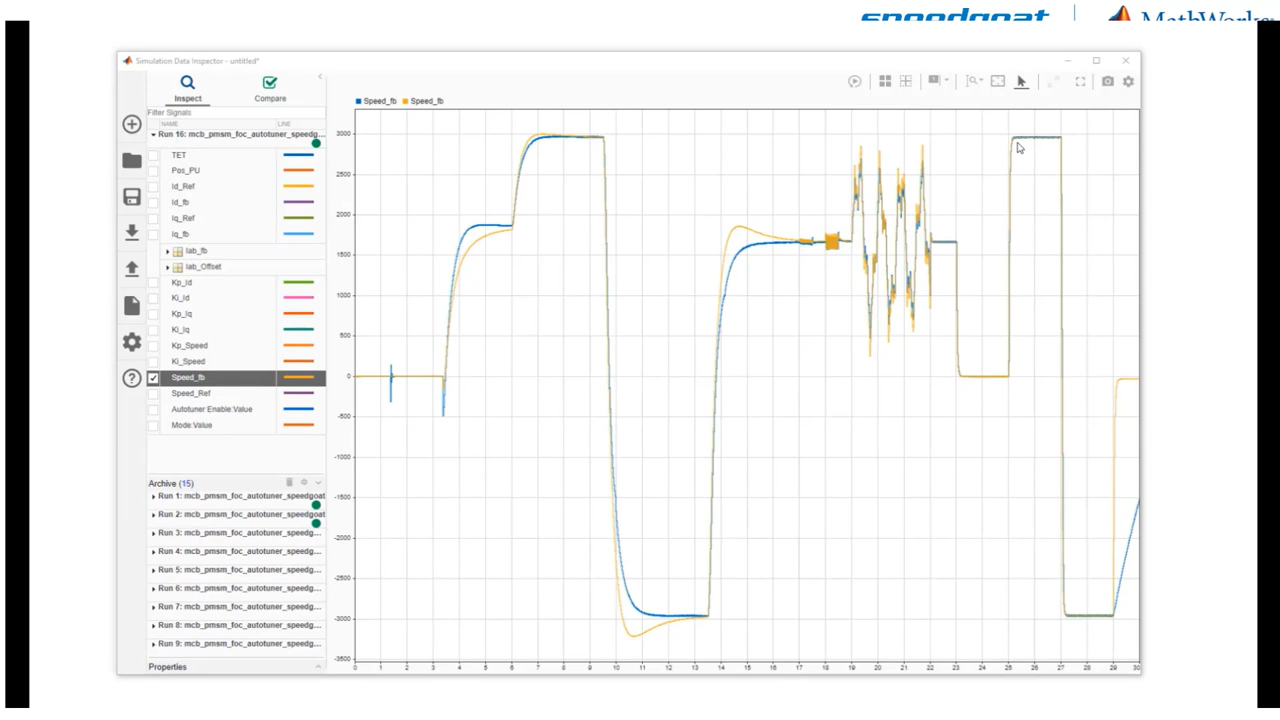 speedgoat MathWorks
Simulation Data Inspector - untitled*
Inspect Compare
Filter Signals
NAME LINE
Run 16: mcb_pmsm_foc_autotuner_speedg...
TET
Pos_PU
Id_Ref
Id_fb
Iq_Ref
Iq_fb
Iab_fb
Iab_Offset
Kp_Id
Ki_Id
Kp_Iq
Ki_Iq
Kp_Speed
Ki_Speed
Speed_fb
Speed_Ref
Autotuner Enable:Value
Mode:Value
Archive (15)
Run 1: mcb_pmsm_foc_autotuner_speedgoat
Run 2: mcb_pmsm_foc_autotuner_speedgoat
Run 3: mcb_pmsm_foc_autotuner_speedg...
Run 4: mcb_pmsm_foc_autotuner_speedg...
Run 5: mcb_pmsm_foc_autotuner_speedg...
Run 6: mcb_pmsm_foc_autotuner_speedg...
Run 7: mcb_pmsm_foc_autotuner_speedg...
Run 8: mcb_pmsm_foc_autotuner_speedg...
Run 9: mcb_pmsm_foc_autotuner_speedg...
Properties
Speed_fb Speed_fb
3000
2500
2000
1500
1000
500
0
-500
-1000
-1500
-2000
-2500
-3000
-3500
0 1 2 3 4 5 6 7 8 9 10 11 12 13 14 15 16 17 18 19 20 21 22 23 24 25 26 27 28 29 30